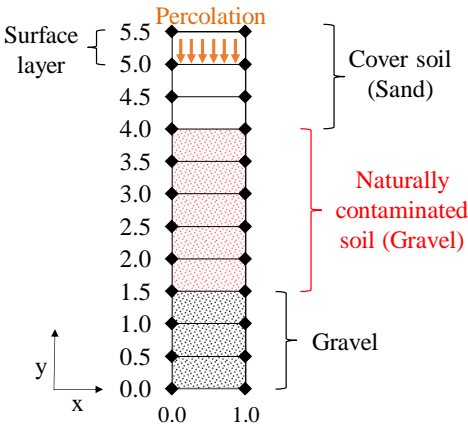 Percolation
Surface
layer
5.5
5.0
4.5
4.0
3.5
3.0
2.5
2.0
1.5
1.0
0.5
0.0
0.0 1.0
Cover soil
(Sand)
Naturally
contaminated
soil (Gravel)
Gravel
y
x